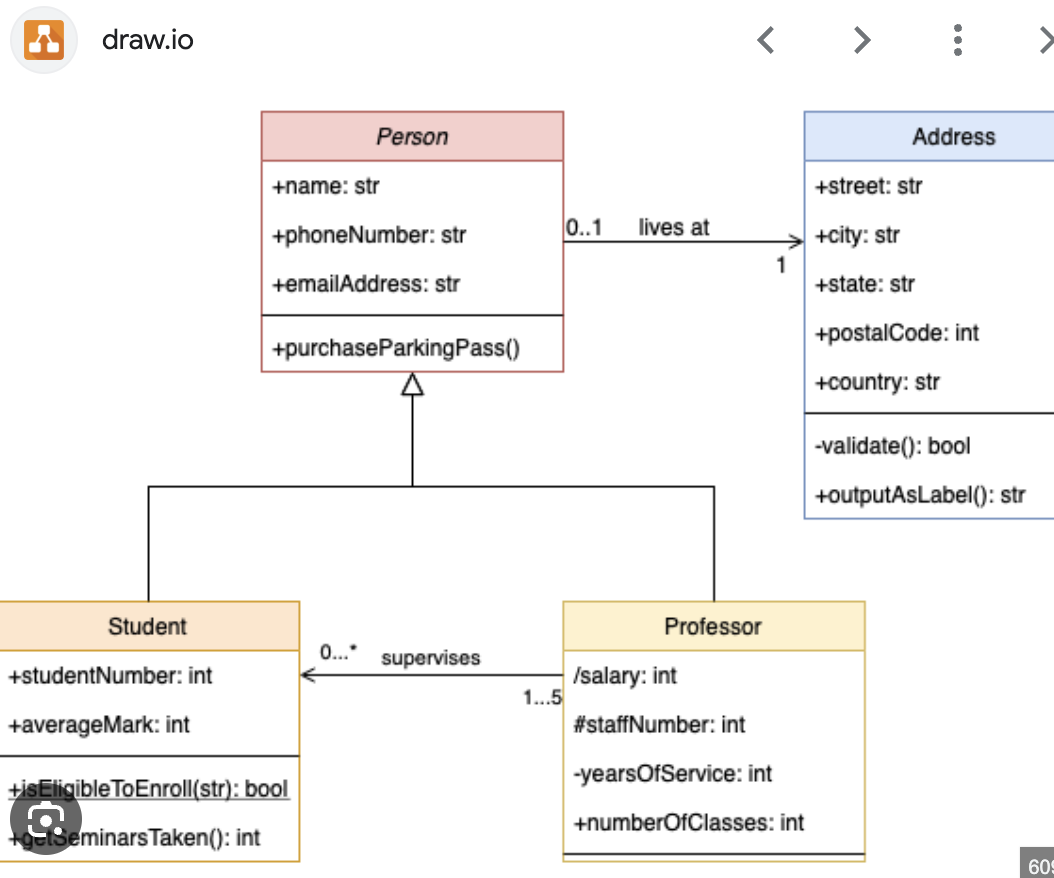 draw.io
Person
+name: str
+phoneNumber: str
+emailAddress: str
+purchaseParkingPass()
0..1 lives at
1
Address
+street: str
+city: str
+state: str
+postalCode: int
+country: str
-validate(): bool
+outputAsLabel(): str
Student
+studentNumber: int
+averageMark: int
+isEligibleToEnroll(str): bool
+getSeminarsTaken(): int
0...* supervises
1...5
Professor
/salary: int
#staffNumber: int
-yearsOfService: int
+numberOfClasses: int